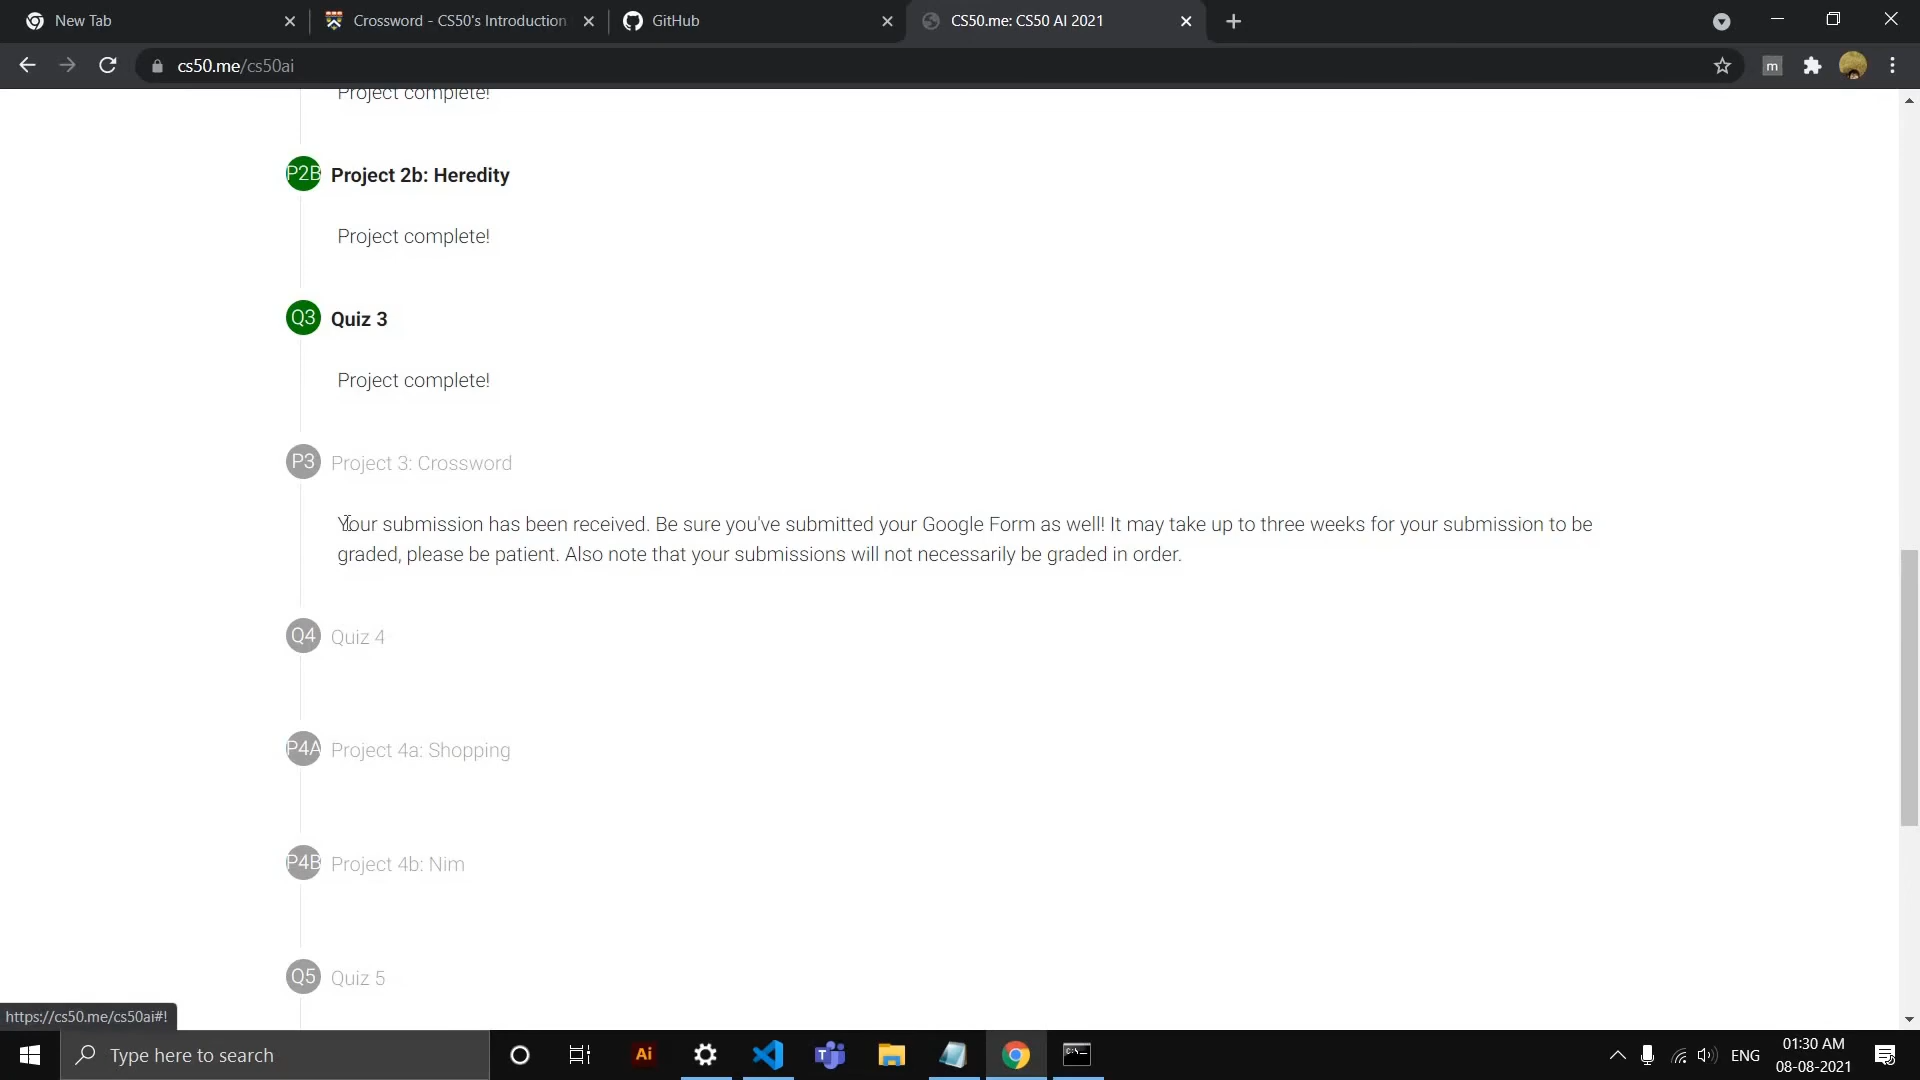 New Tab
Crossword - CS50's Introduction
GitHub
CS50.me: CS50 AI 2021
cs50.me/cs50ai
m
Project complete!
P2B Project 2b: Heredity
Project complete!
Q3 Quiz 3
Project complete!
P3 Project 3: Crossword
Your submission has been received. Be sure you've submitted your Google Form as well! It may take up to three weeks for your submission to be
graded, please be patient. Also note that your submissions will not necessarily be graded in order.
Q4 Quiz 4
P4A Project 4a: Shopping
P4B Project 4b: Nim
Q5 Quiz 5
https://cs50.me/cs50ai#!
Type here to search
Ai
ENG
01:30 AM
08-08-2021